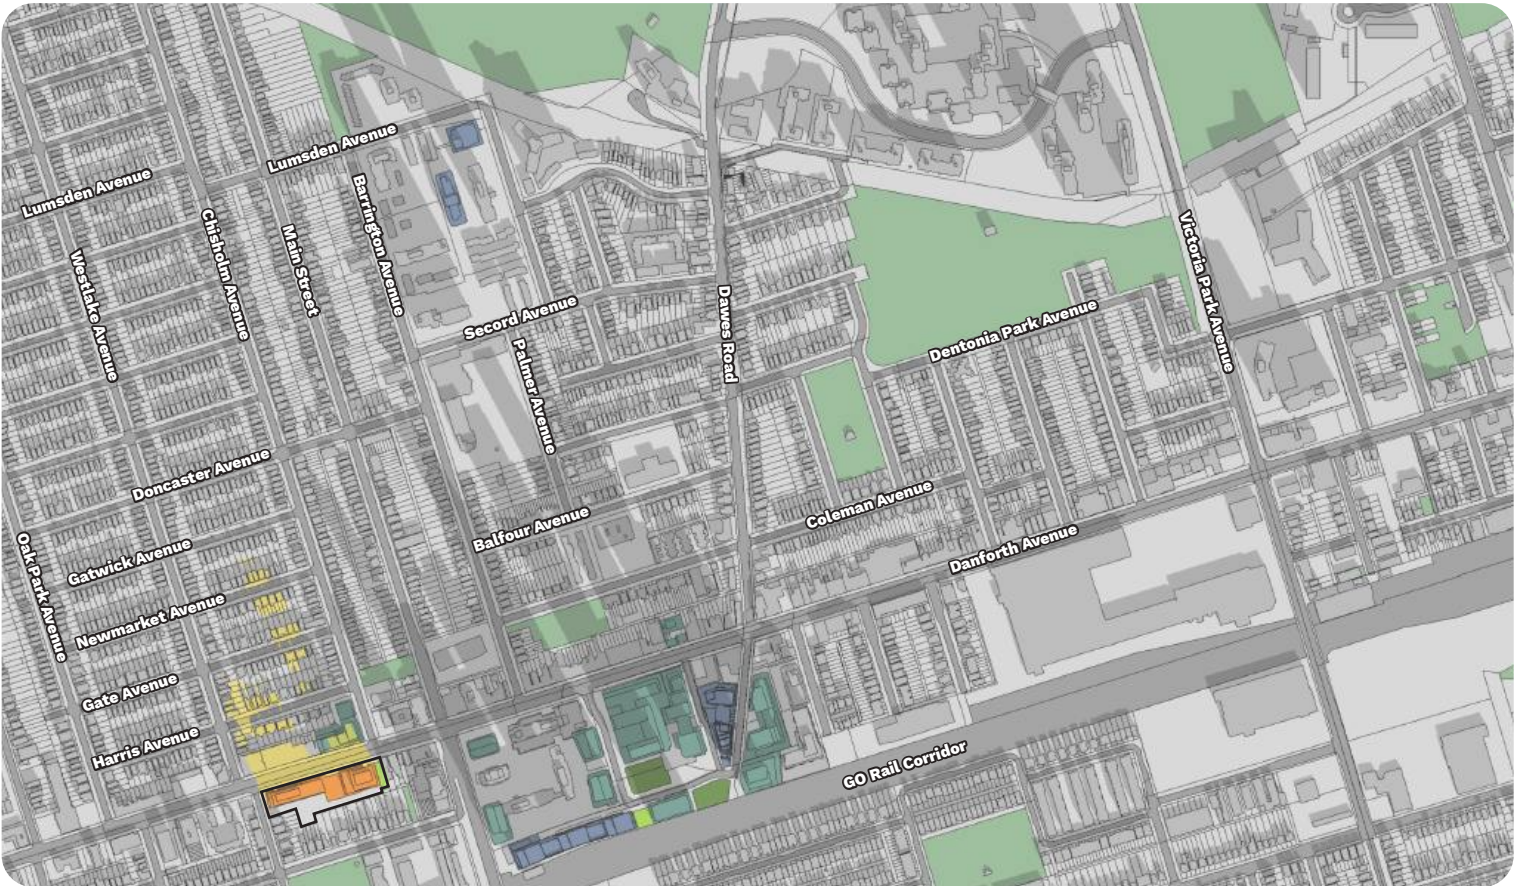 Lumsden Avenue
Lumsden Avenue
Westlake Avenue
Chisholm Avenue
Main Street
Barrington Avenue
Secord Avenue
Palmer Avenue
Dawes Road
Dentonia Park Avenue
Victoria Park Avenue
Doncaster Avenue
Gatwick Avenue
Oak Park Avenue
Newmarket Avenue
Gate Avenue
Harris Avenue
Balfour Avenue
Coleman Avenue
Danforth Avenue
GO Rail Corridor